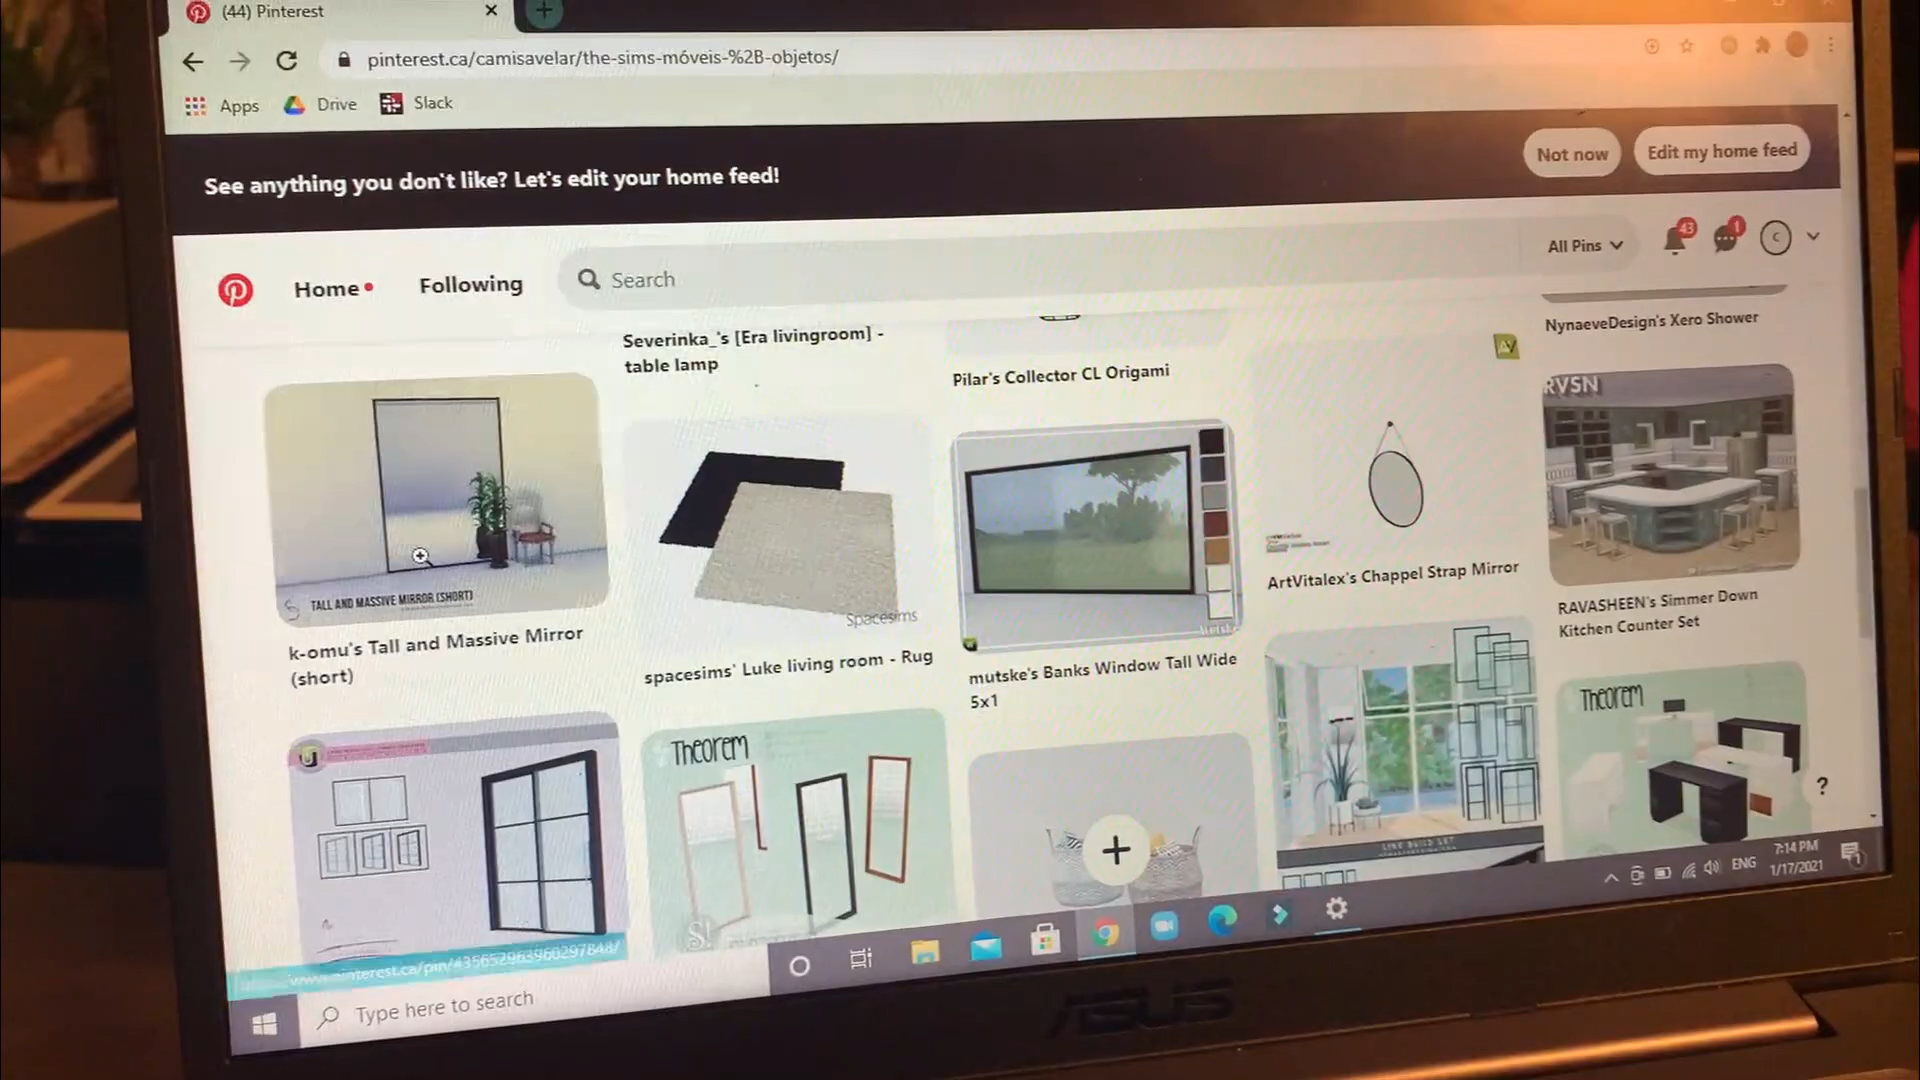 (44) Pinterest
pinterest.ca/camisavelar/the-sims-móveis-%2B-objetos/
Apps Drive Slack
See anything you don't like? Let's edit your home feed!
Not now
Edit my home feed
Home
Following
Search
All Pins
43
1
C
Severinka_'s [Era livingroom] -
table lamp
Pilar's Collector CL Origami
NynaeveDesign's Xero Shower
TALL AND MASSIVE MIRROR (SHORT)
k-omu's Tall and Massive Mirror
(short)
Spacesims
spacesims' Luke living room - Rug
mutske's Banks Window Tall Wide
5x1
ArtVitalex's Chappel Strap Mirror
RVSN
RAVASHEEN's Simmer Down
Kitchen Counter Set
Theorem
Theorem
?
Type here to search
ENG
7:14 PM
1/17/2021
1
ASUS